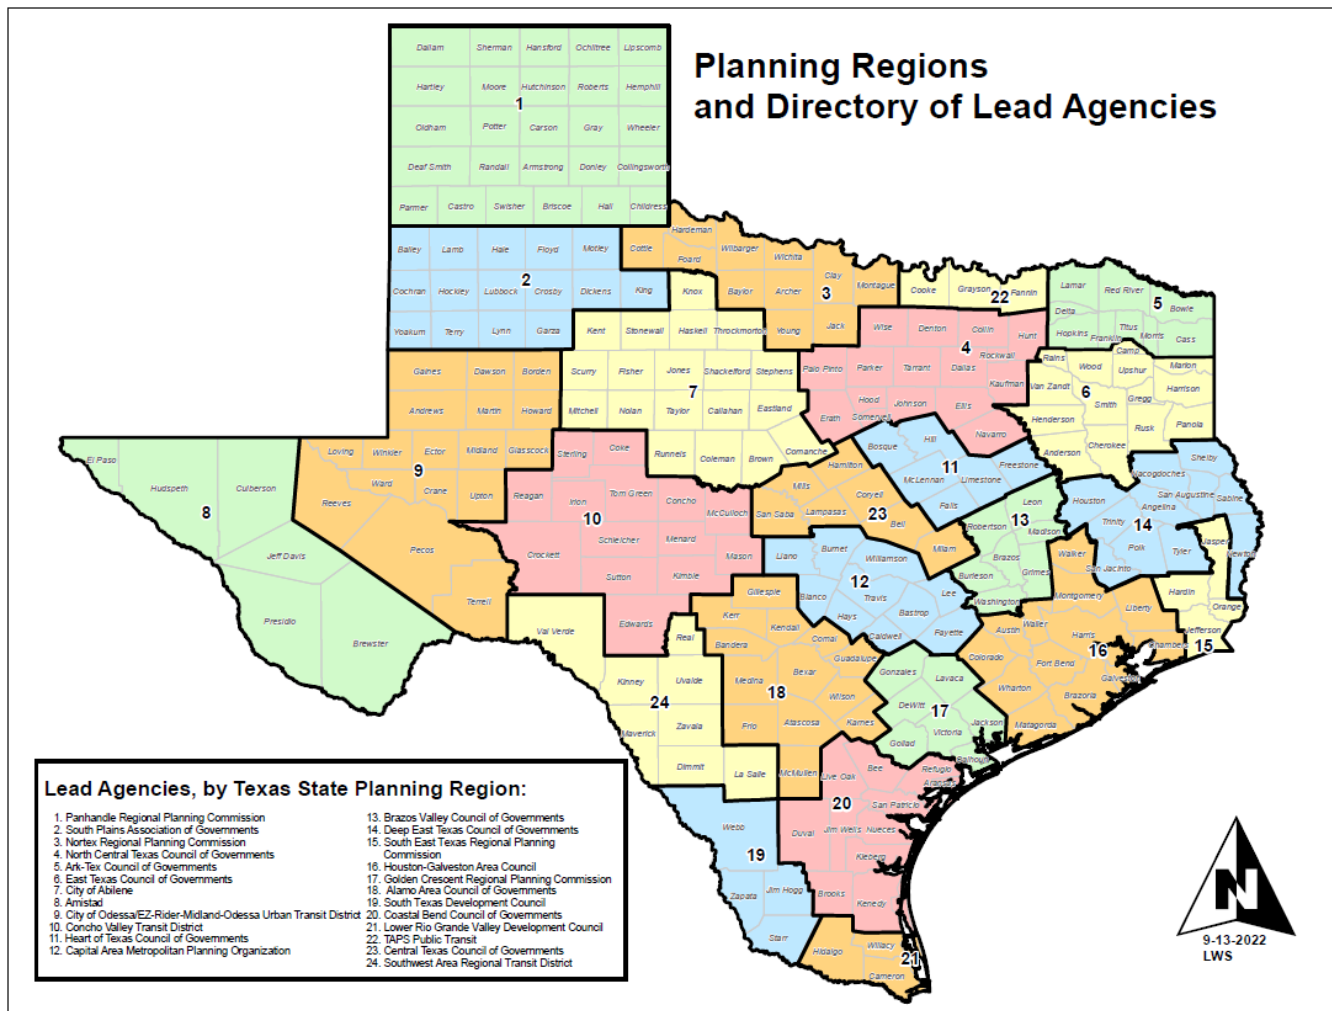 Planning Regions
and Directory of Lead Agencies
Dallam Sherman Hansford Ochiltree Lipscomb
Hartley Moore Hutchinson Roberts Hemphill
1
Oldham Potter Carson Gray Wheeler
Deaf Smith Randall Armstrong Donley Collingsworth
Parmer Castro Swisher Briscoe Hall Childress
Bailey Lamb Hale Floyd Motley
2
Cochran Hockley Lubbock Crosby Dickens King
Yoakum Terry Lynn Garza
Cottle Hardeman Foard Wilbarger Wichita Clay
3
Baylor Archer Montague
Young Jack
Cooke Grayson Fannin
22
Lamar Red River Bowie
5
Delta Hopkins Franklin Titus Morris Cass
Wise Denton Collin Hunt
4
Palo Pinto Parker Tarrant Dallas Rockwall Kaufman
Erath Hood Somervell Johnson Ellis Navarro
Rains Wood Camp Upshur Marion
6
Van Zandt Smith Gregg Harrison
Henderson Rusk Panola
Anderson Cherokee
Knox
Kent Stonewall Haskell Throckmorton
Scurry Fisher Jones Shackelford Stephens
7
Mitchell Nolan Taylor Callahan Eastland
Runnels Coleman Brown Comanche
Gaines Dawson Borden
Andrews Martin Howard
Loving Winkler Ector Midland Glasscock
9
Reeves Ward Crane Upton
Pecos
Terrell
El Paso Hudspeth Culberson
8
Jeff Davis
Presidio Brewster
Sterling Coke
Reagan Irion Tom Green Concho McCulloch
10
Crockett Schleicher Menard Mason
Sutton Kimble
Edwards
Bosque Hill Freestone
11
McLennan Limestone
Falls
Hamilton
Mills Coryell
San Saba Lampasas Bell
23
Milam
Leon
13
Robertson Madison
Brazos
Burleson Grimes
Washington
Shelby
Nacogdoches
Houston San Augustine Sabine
Angelina
14
Trinity
Polk Tyler Newton
San Jacinto
Jasper
Hardin
Orange
Jefferson
15
Llano Burnet Williamson
12
Blanco Travis Lee
Hays Bastrop
Caldwell Fayette
Walker
Montgomery Liberty
Austin Waller Harris Chambers
16
Colorado Fort Bend Galveston
Wharton Brazoria
Matagorda
Gillespie
Kerr Kendall Comal
Bandera Guadalupe
Medina Bexar
18
Wilson
Frio Atascosa Karnes
McMullen
Gonzales Lavaca
DeWitt
17
Jackson
Victoria
Goliad
Calhoun
Val Verde Real
Kinney Uvalde
24
Maverick Zavala
Dimmit La Salle
Live Oak Bee Refugio
Aransas
20
San Patricio
Duval Jim Wells Nueces
Kleberg
Brooks Kenedy
Webb
19
Zapata Jim Hogg
Starr
Hidalgo Willacy
21
Cameron
Lead Agencies, by Texas State Planning Region:
1. Panhandle Regional Planning Commission
2. South Plains Association of Governments
3. Nortex Regional Planning Commission
4. North Central Texas Council of Governments
5. Ark-Tex Council of Governments
6. East Texas Council of Governments
7. City of Abilene
8. Amistad
9. City of Odessa/EZ-Rider-Midland-Odessa Urban Transit District
10. Concho Valley Transit District
11. Heart of Texas Council of Governments
12. Capital Area Metropolitan Planning Organization
13. Brazos Valley Council of Governments
14. Deep East Texas Council of Governments
15. South East Texas Regional Planning
Commission
16. Houston-Galveston Area Council
17. Golden Crescent Regional Planning Commission
18. Alamo Area Council of Governments
19. South Texas Development Council
20. Coastal Bend Council of Governments
21. Lower Rio Grande Valley Development Council
22. TAPS Public Transit
23. Central Texas Council of Governments
24. Southwest Area Regional Transit District
N
9-13-2022
LWS